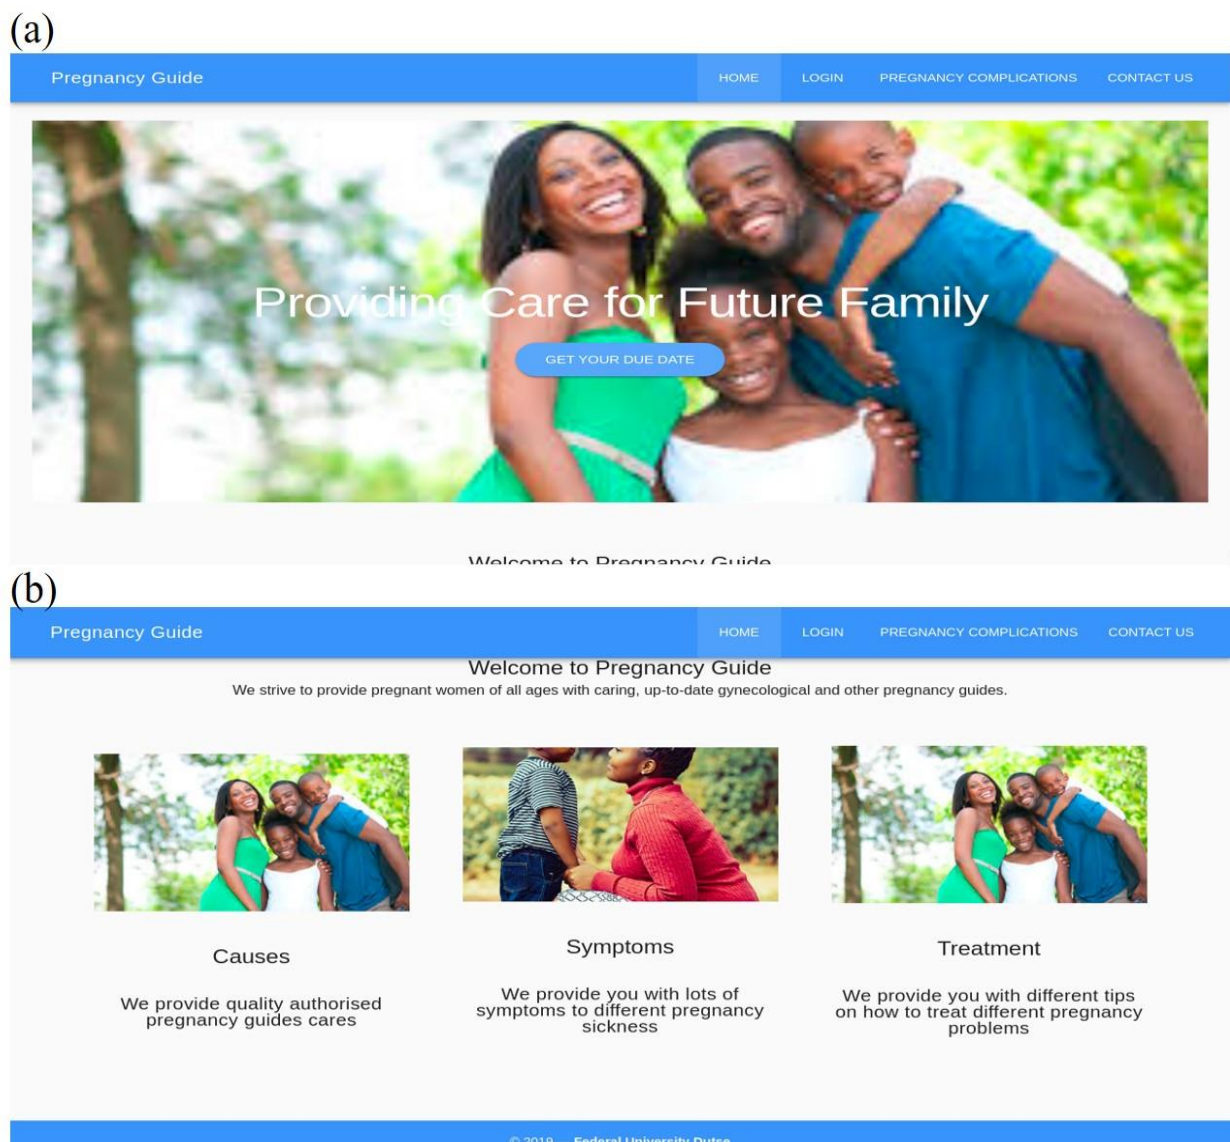 (a)
Pregnancy Guide HOME LOGIN PREGNANCY COMPLICATIONS CONTACT US
Providing Care for Future Family
GET YOUR DUE DATE
Welcome to Pregnancy Guide
(b)
Pregnancy Guide HOME LOGIN PREGNANCY COMPLICATIONS CONTACT US
Welcome to Pregnancy Guide
We strive to provide pregnant women of all ages with caring, up-to-date gynecological and other pregnancy guides.
Causes
We provide quality authorised
pregnancy guides cares
Symptoms
We provide you with lots of
symptoms to different pregnancy
sickness
Treatment
We provide you with different tips
on how to treat different pregnancy
problems
© 2019 Federal University Dutse